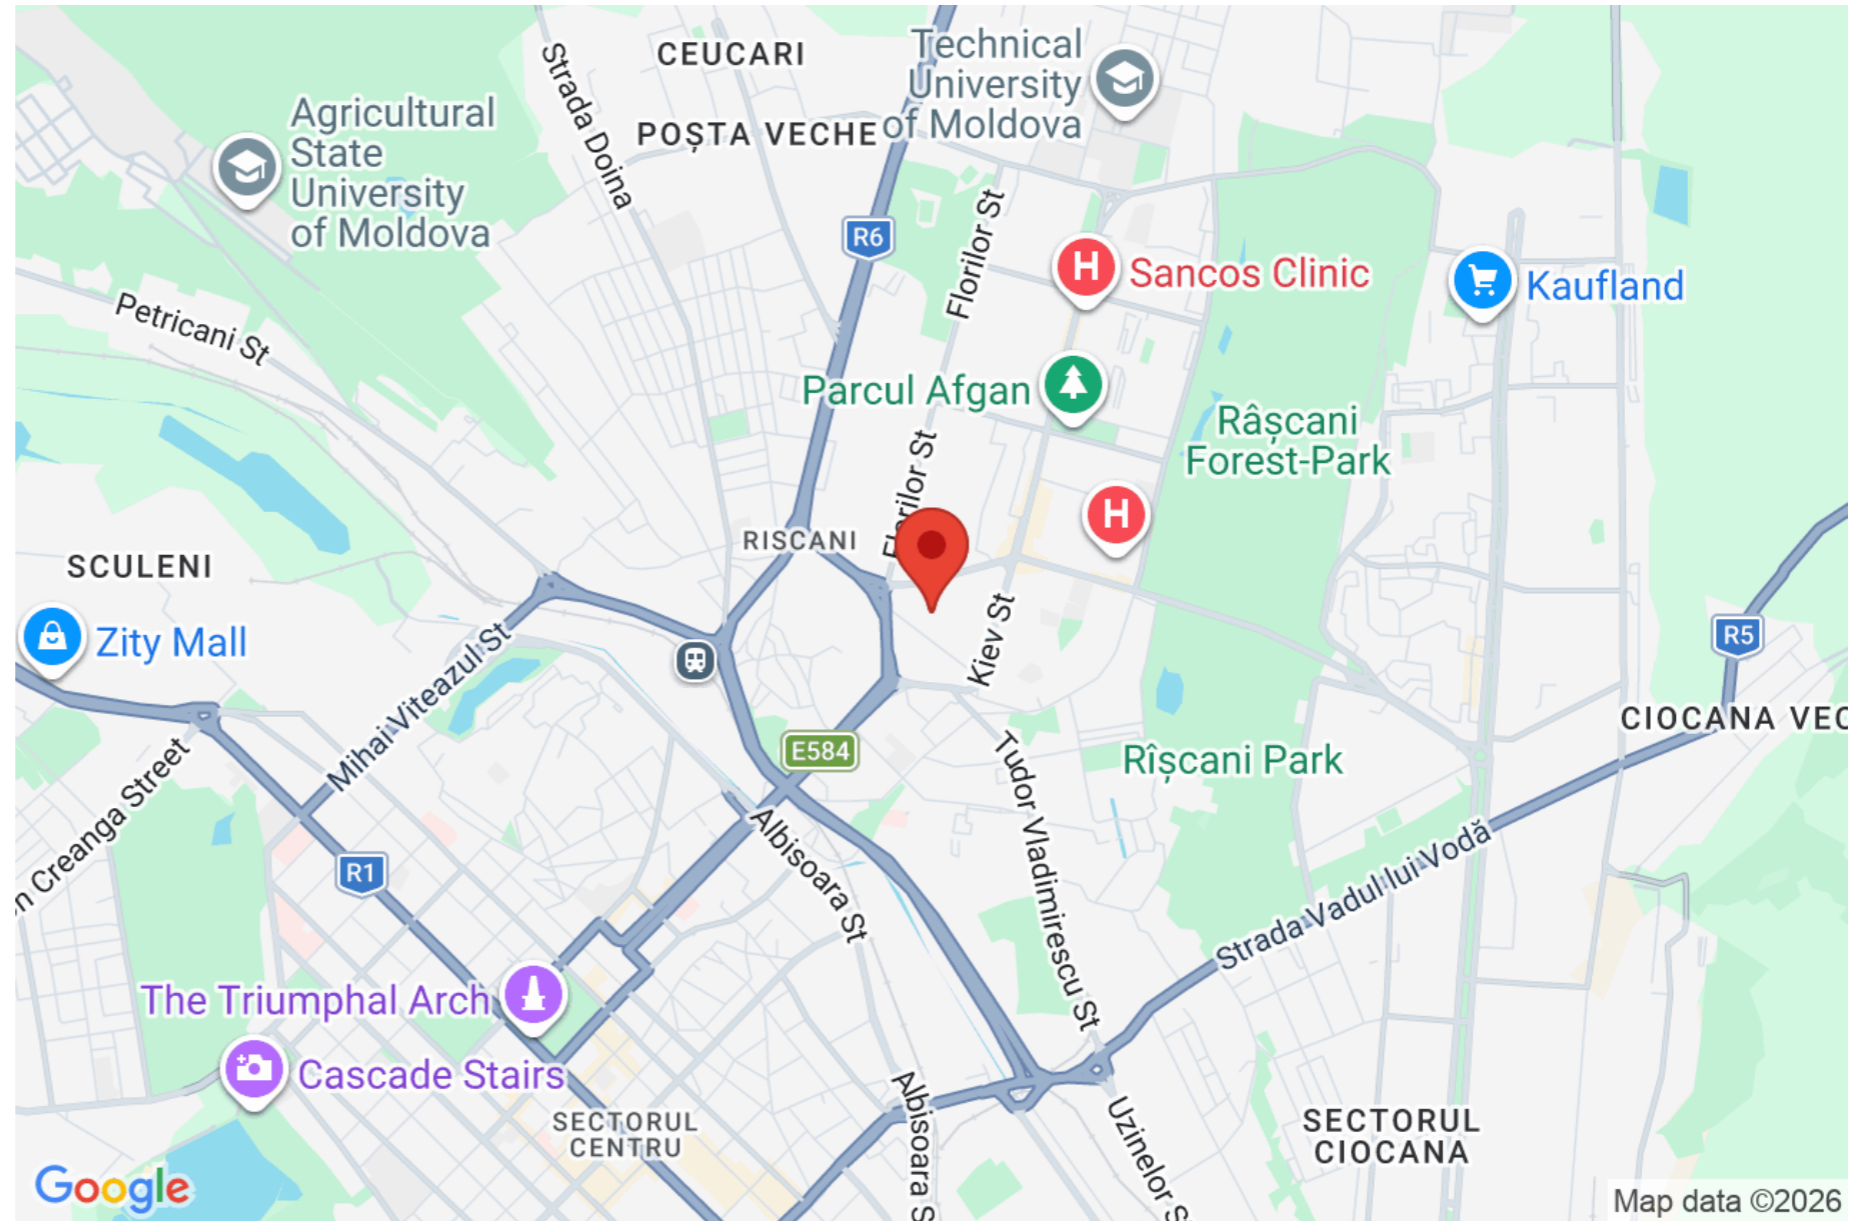 CEUCARI
Technical
University
of Moldova
Strada Doina
Agricultural
State
University
of Moldova
POȘTA VECHE
Florilor St
R6
Sancos Clinic
Kaufland
Petricani St
Parcul Afgan
Râșcani
Forest-Park
Florilor St
RISCANI
SCULENI
Zity Mall
Kiev St
R5
Mihai Viteazul St
CIOCANA VEC
E584
Rîșcani Park
Tudor Vladimirescu St
n Creanga Street
Albisoara St
R1
Strada Vadul lui Vodă
The Triumphal Arch
Cascade Stairs
Albisoara S
Uzinelor S
SECTORUL
CENTRU
SECTORUL
CIOCANA
Google
Map data ©2026